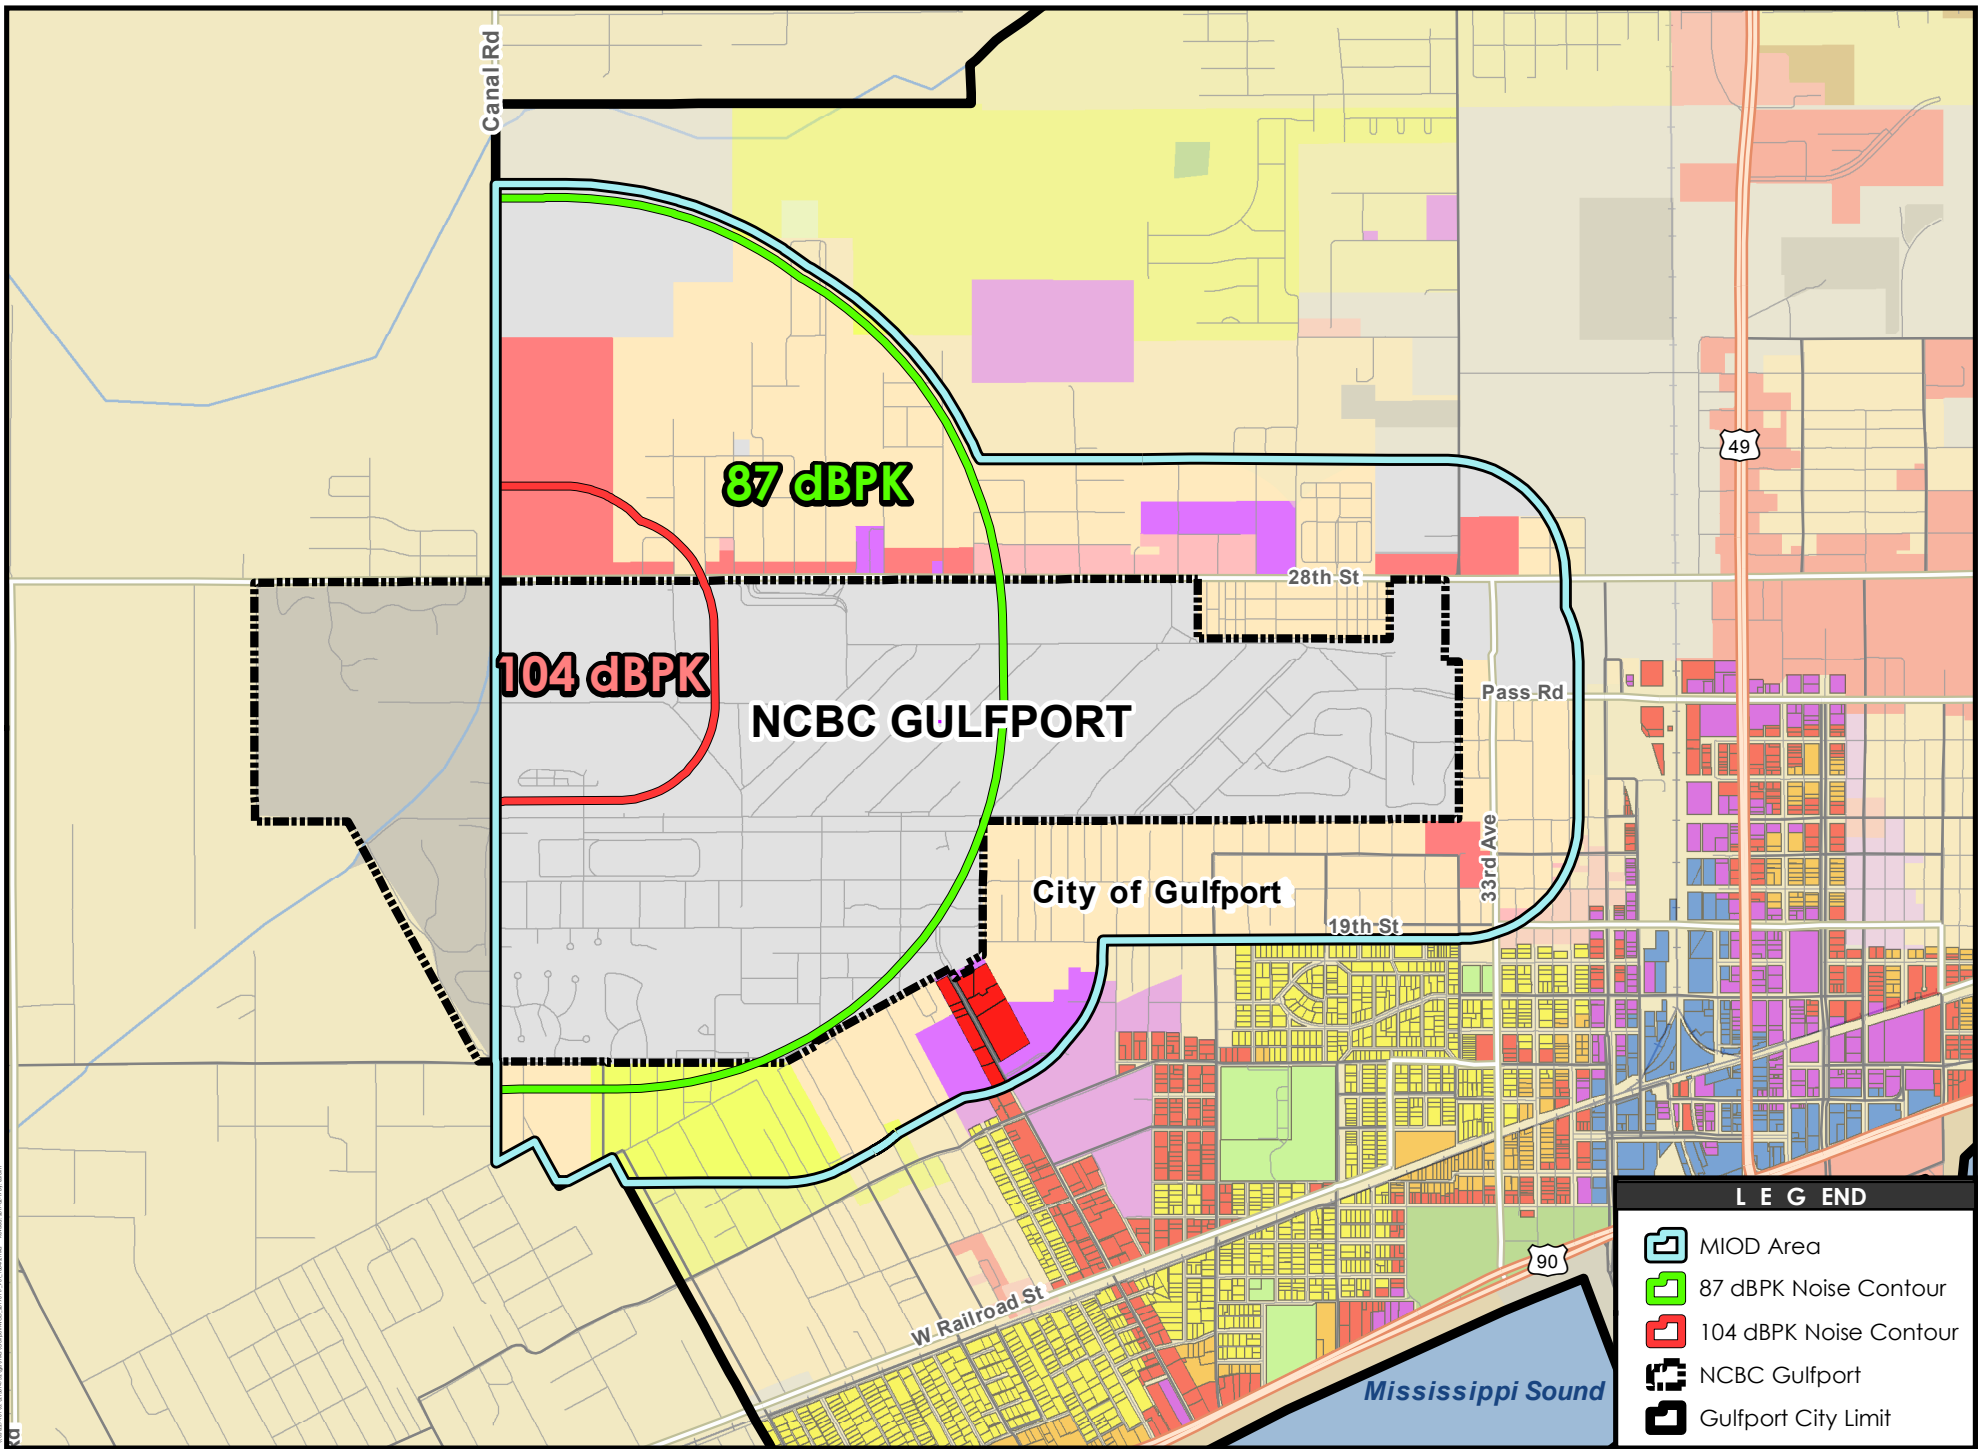 Canal Rd
49
87 dBPK
28th St
104 dBPK
Pass Rd
NCBC GULFPORT
33rd Ave
City of Gulfport
19th St
90
W Railroad St
Mississippi Sound
Rd
LEGEND
MIOD Area
87 dBPK Noise Contour
104 dBPK Noise Contour
NCBC Gulfport
Gulfport City Limit